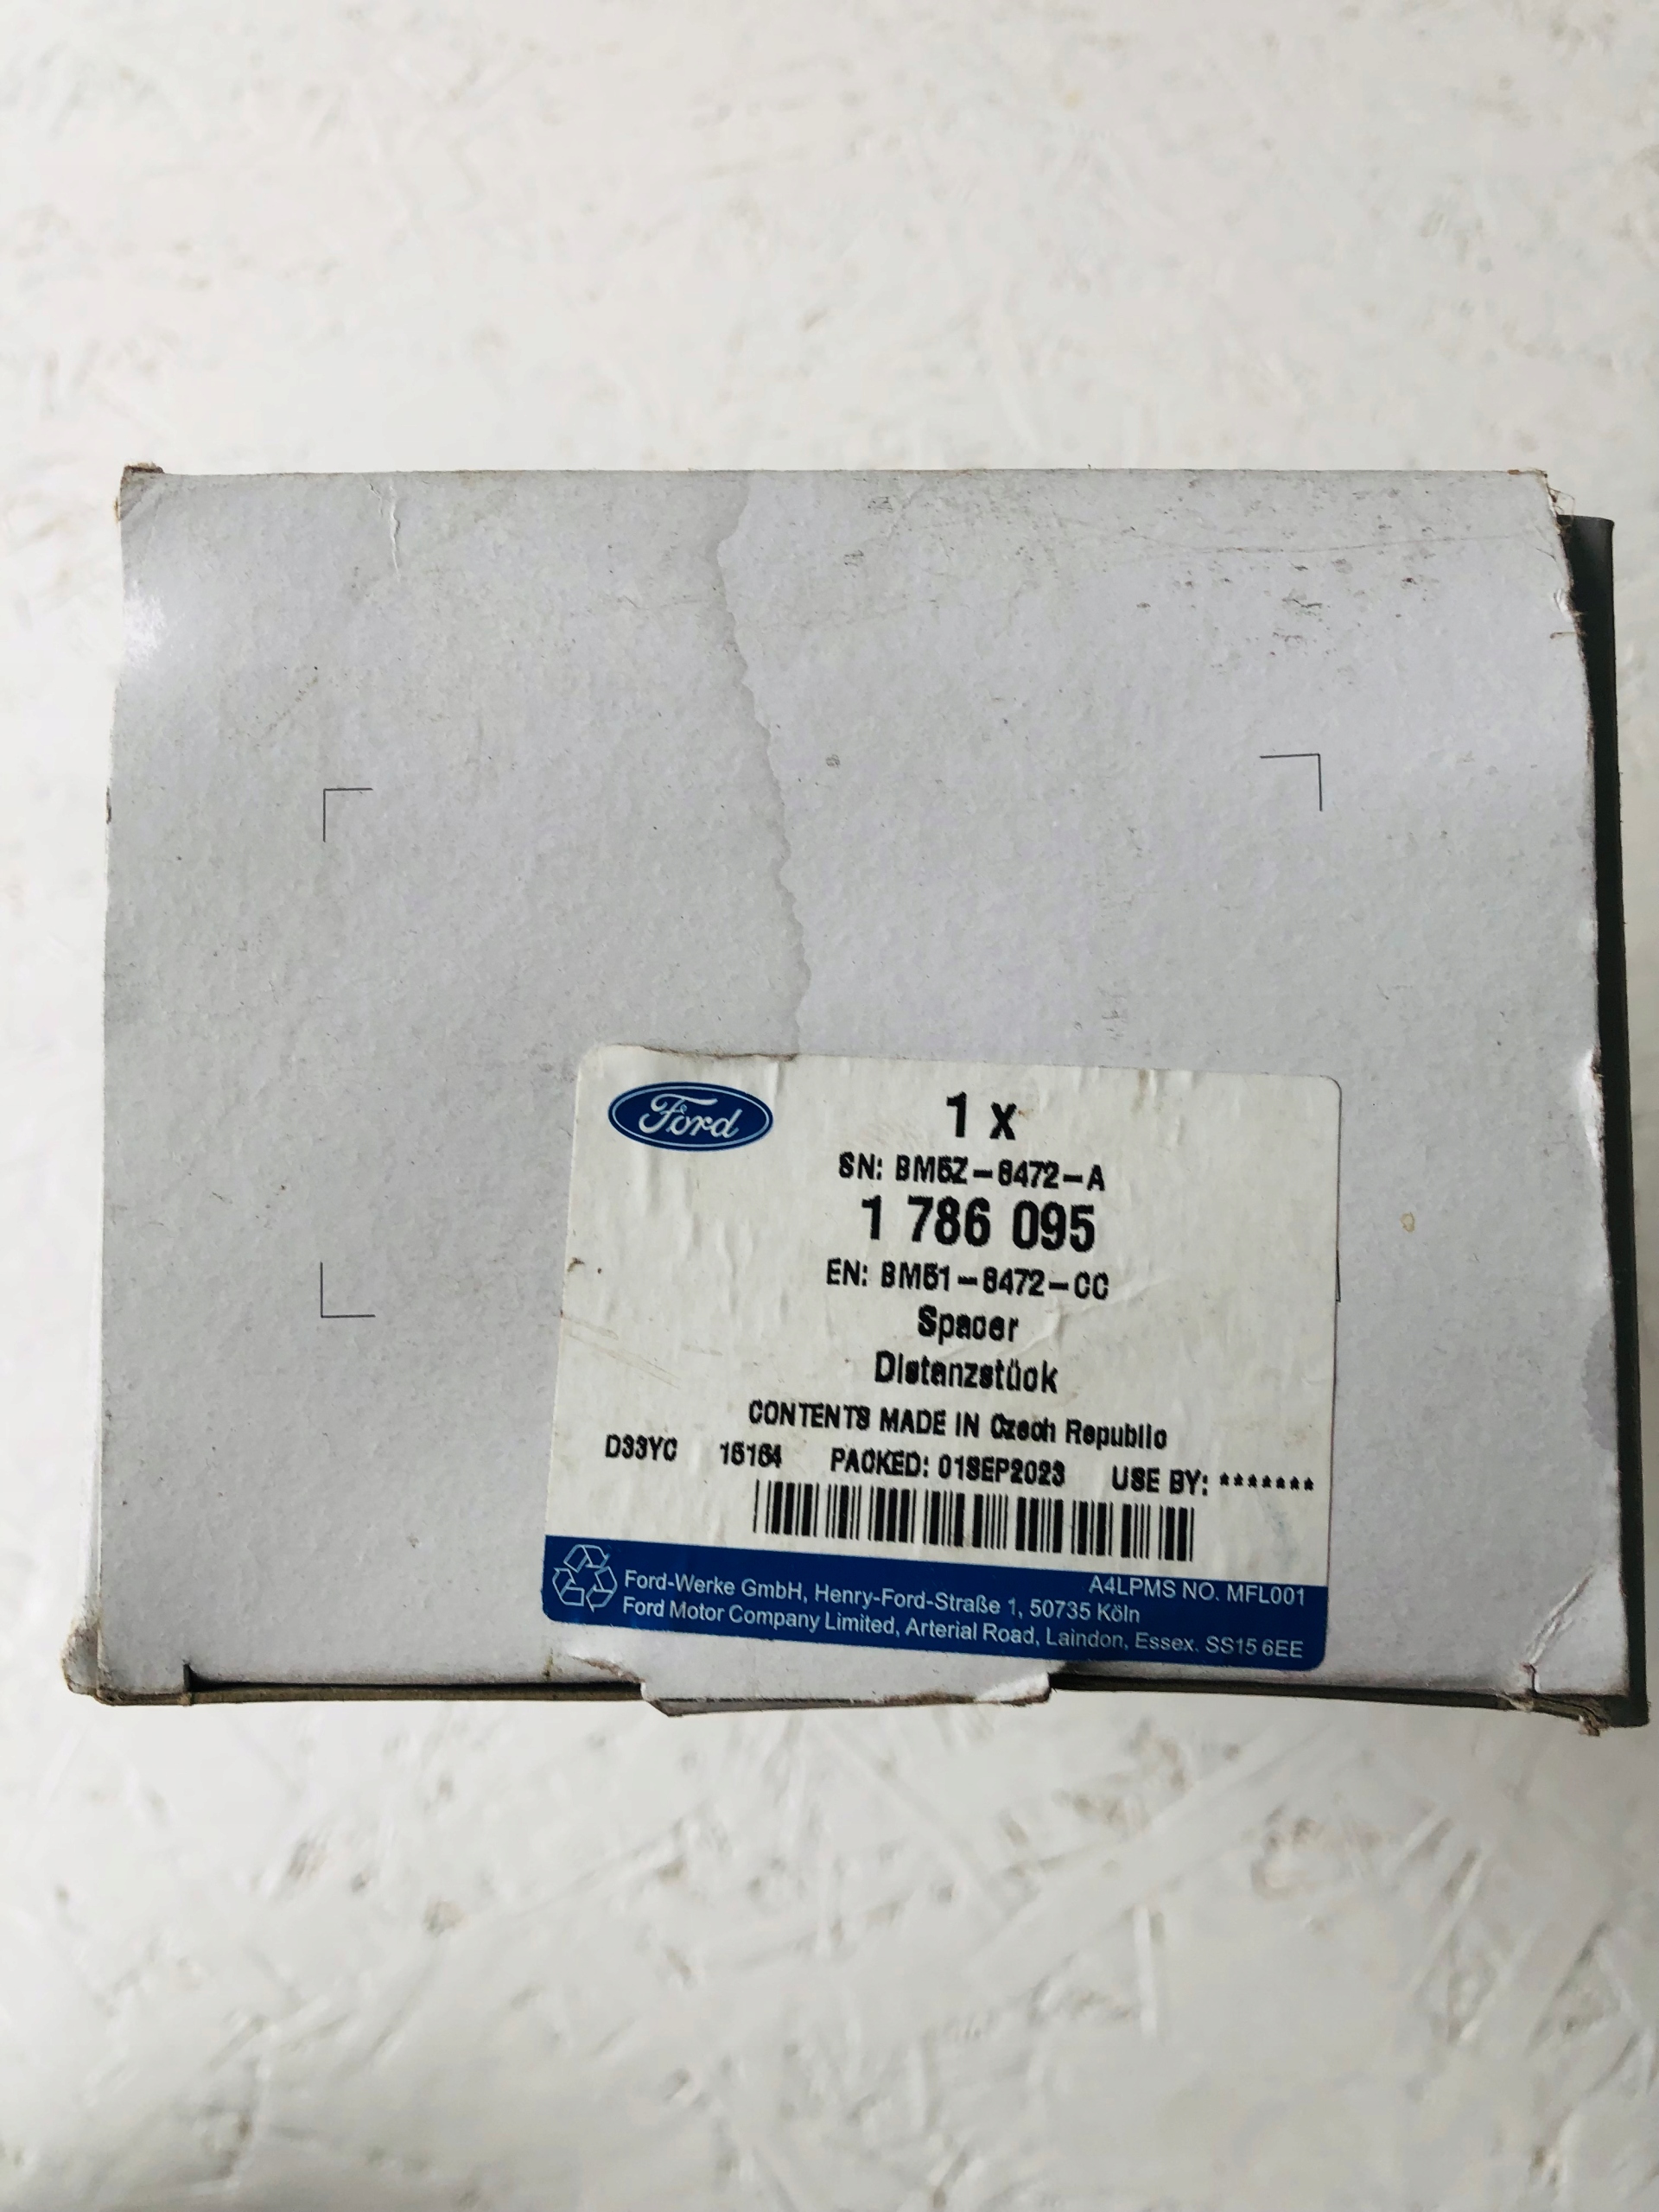 Ford
1 x
SN: BM5Z-8472-A
1 786 095
EN: BM51-8472-CC
Spacer
Distanzstück
CONTENTS MADE IN Czech Republic
D33YC 15164 PACKED: 01SEP2023 USE BY: *******
A4LPMS NO. MFL001
Ford-Werke GmbH, Henry-Ford-Straße 1, 50735 Köln
Ford Motor Company Limited, Arterial Road, Laindon, Essex. SS15 6EE